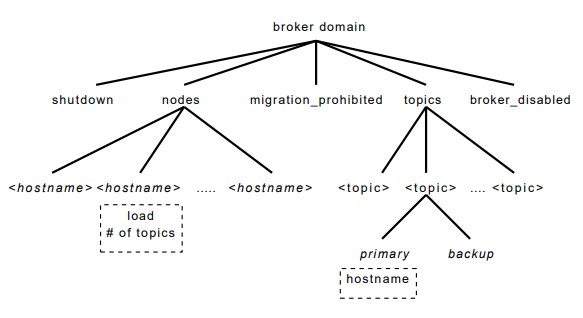 broker domain
shutdown nodes migration_prohibited topics broker_disabled
<hostname> <hostname> ..... <hostname> <topic> <topic> .... <topic>
load
# of topics
primary backup
hostname